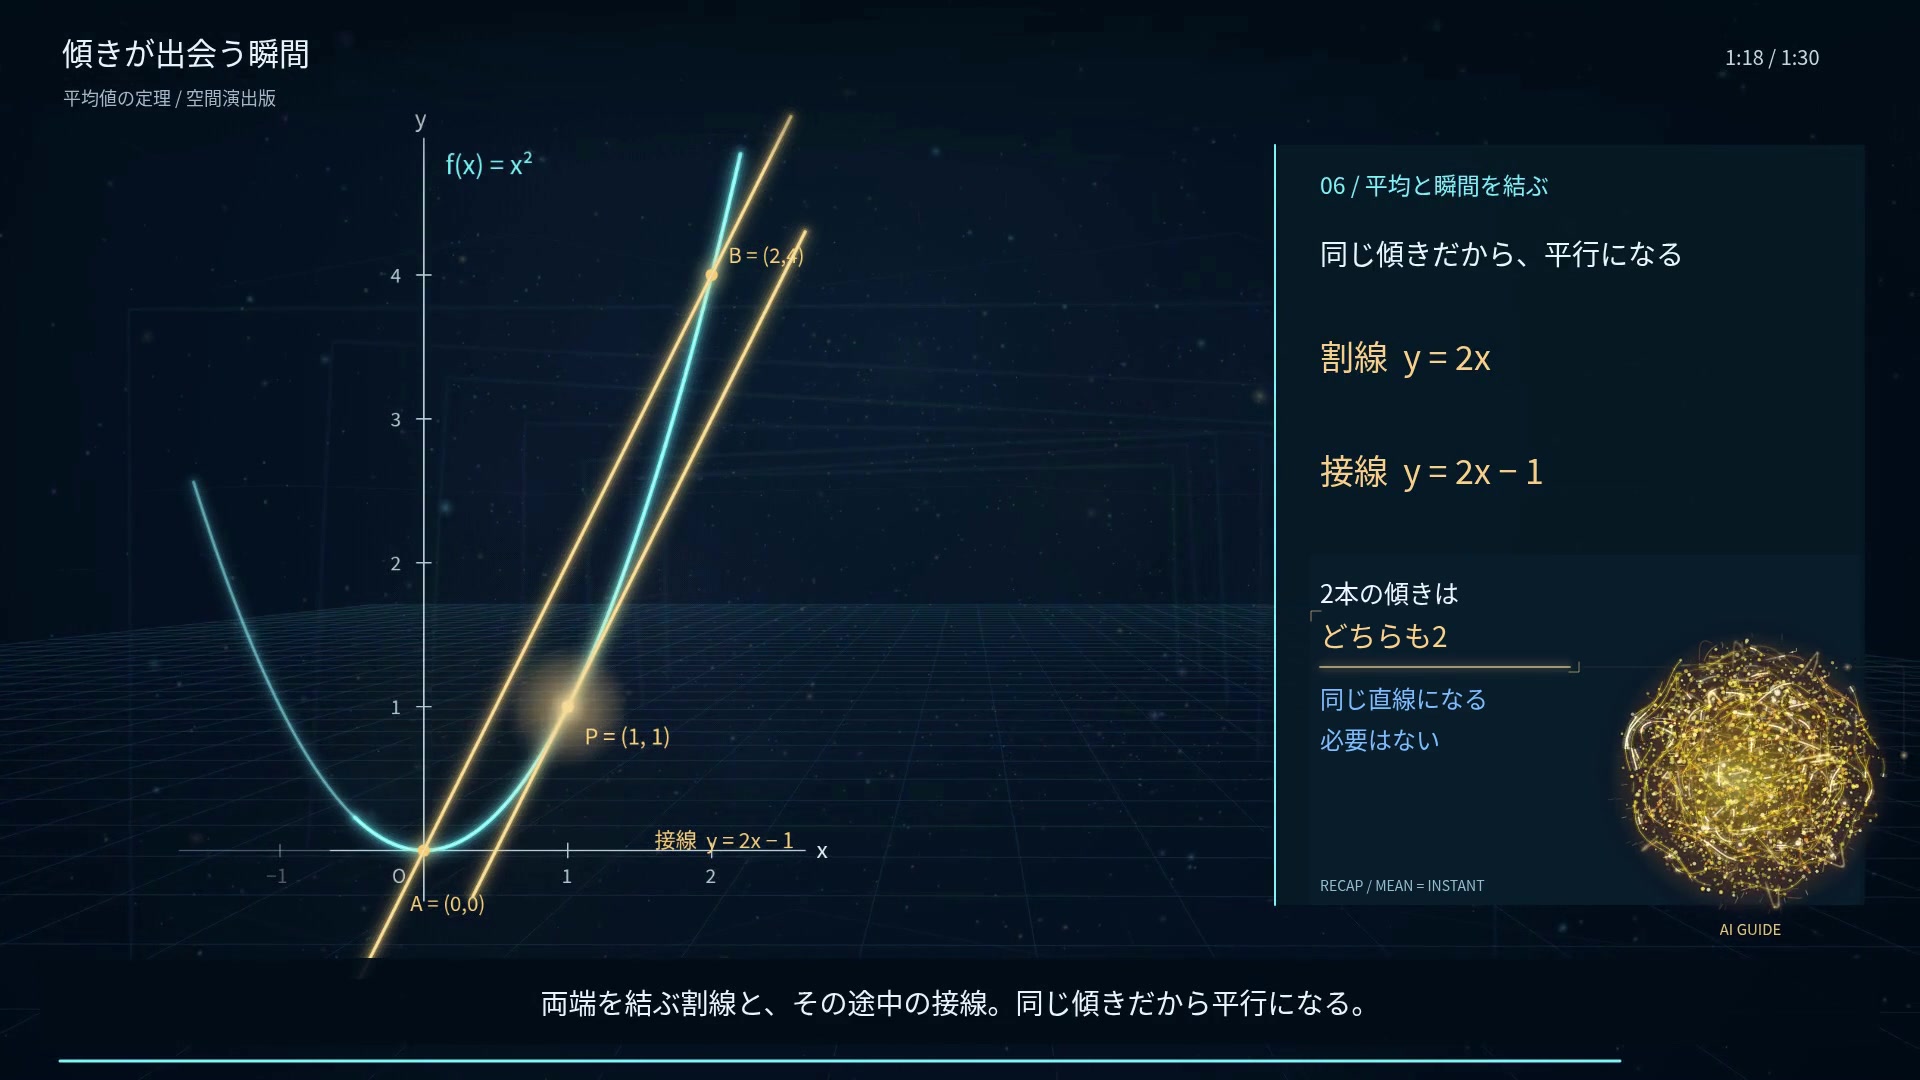 傾きが出会う瞬間
平均値の定理 / 空間演出版
1:18 / 1:30
y
f(x) = x²
B = (2,4)
4
3
2
1
P = (1, 1)
接線 y = 2x − 1
x
−1
O
1
2
A = (0,0)
06 / 平均と瞬間を結ぶ
同じ傾きだから、平行になる
割線 y = 2x
接線 y = 2x − 1
2本の傾きは
どちらも2
同じ直線になる
必要はない
RECAP / MEAN = INSTANT
AI GUIDE
両端を結ぶ割線と、その途中の接線。同じ傾きだから平行になる。